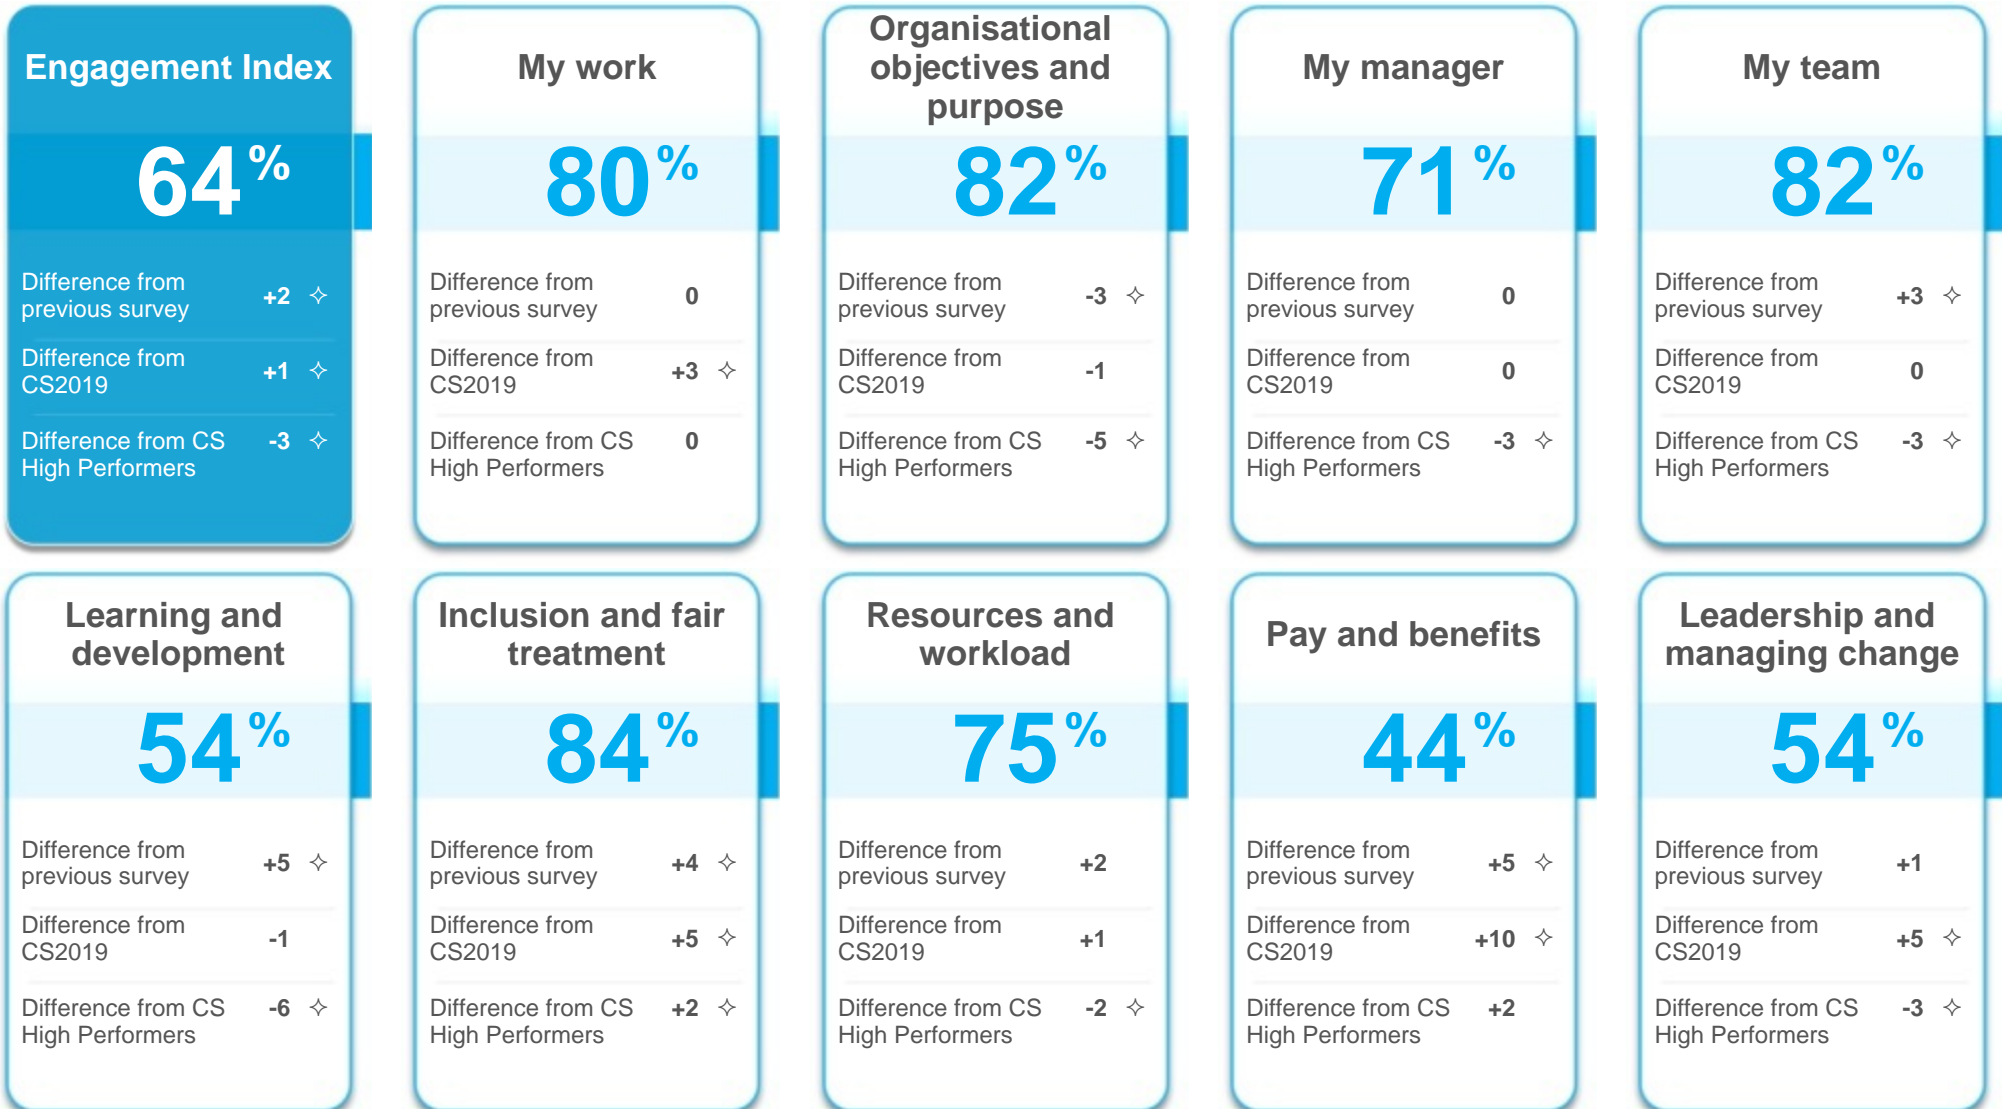 Engagement Index
64%
Difference from
previous survey
+2 ✧
Difference from
CS2019
+1 ✧
Difference from CS
High Performers
-3 ✧
My work
80%
Difference from
previous survey
0
Difference from
CS2019
+3 ✧
Difference from CS
High Performers
0
Organisational
objectives and
purpose
82%
Difference from
previous survey
-3 ✧
Difference from
CS2019
-1
Difference from CS
High Performers
-5 ✧
My manager
71%
Difference from
previous survey
0
Difference from
CS2019
0
Difference from CS
High Performers
-3 ✧
My team
82%
Difference from
previous survey
+3 ✧
Difference from
CS2019
0
Difference from CS
High Performers
-3 ✧
Learning and
development
54%
Difference from
previous survey
+5 ✧
Difference from
CS2019
-1
Difference from CS
High Performers
-6 ✧
Inclusion and fair
treatment
84%
Difference from
previous survey
+4 ✧
Difference from
CS2019
+5 ✧
Difference from CS
High Performers
+2 ✧
Resources and
workload
75%
Difference from
previous survey
+2
Difference from
CS2019
+1
Difference from CS
High Performers
-2 ✧
Pay and benefits
44%
Difference from
previous survey
+5 ✧
Difference from
CS2019
+10 ✧
Difference from CS
High Performers
+2
Leadership and
managing change
54%
Difference from
previous survey
+1
Difference from
CS2019
+5 ✧
Difference from CS
High Performers
-3 ✧